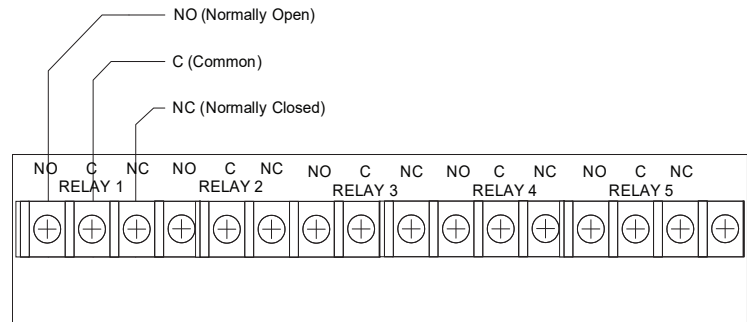 NO (Normally Open)
C (Common)
NC (Normally Closed)
NO C NC NO C NC NO C NC NO C NC NO C NC
RELAY 1 RELAY 2 RELAY 3 RELAY 4 RELAY 5